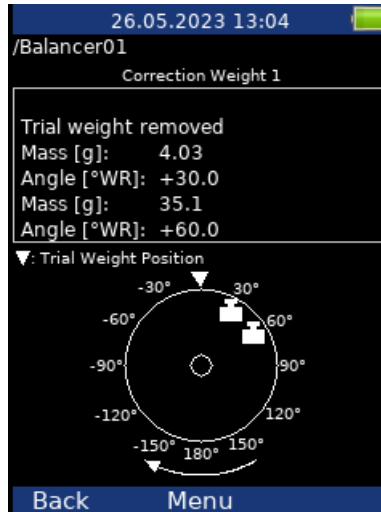 26.05.2023 13:04
/Balancer01
Correction Weight 1
Trial weight removed
Mass [g]: 4.03
Angle [°WR]: +30.0
Mass [g]: 35.1
Angle [°WR]: +60.0
▼: Trial Weight Position
-30° 30°
-60° 60°
-90° 90°
-120° 120°
-150° 180° 150°
Back Menu